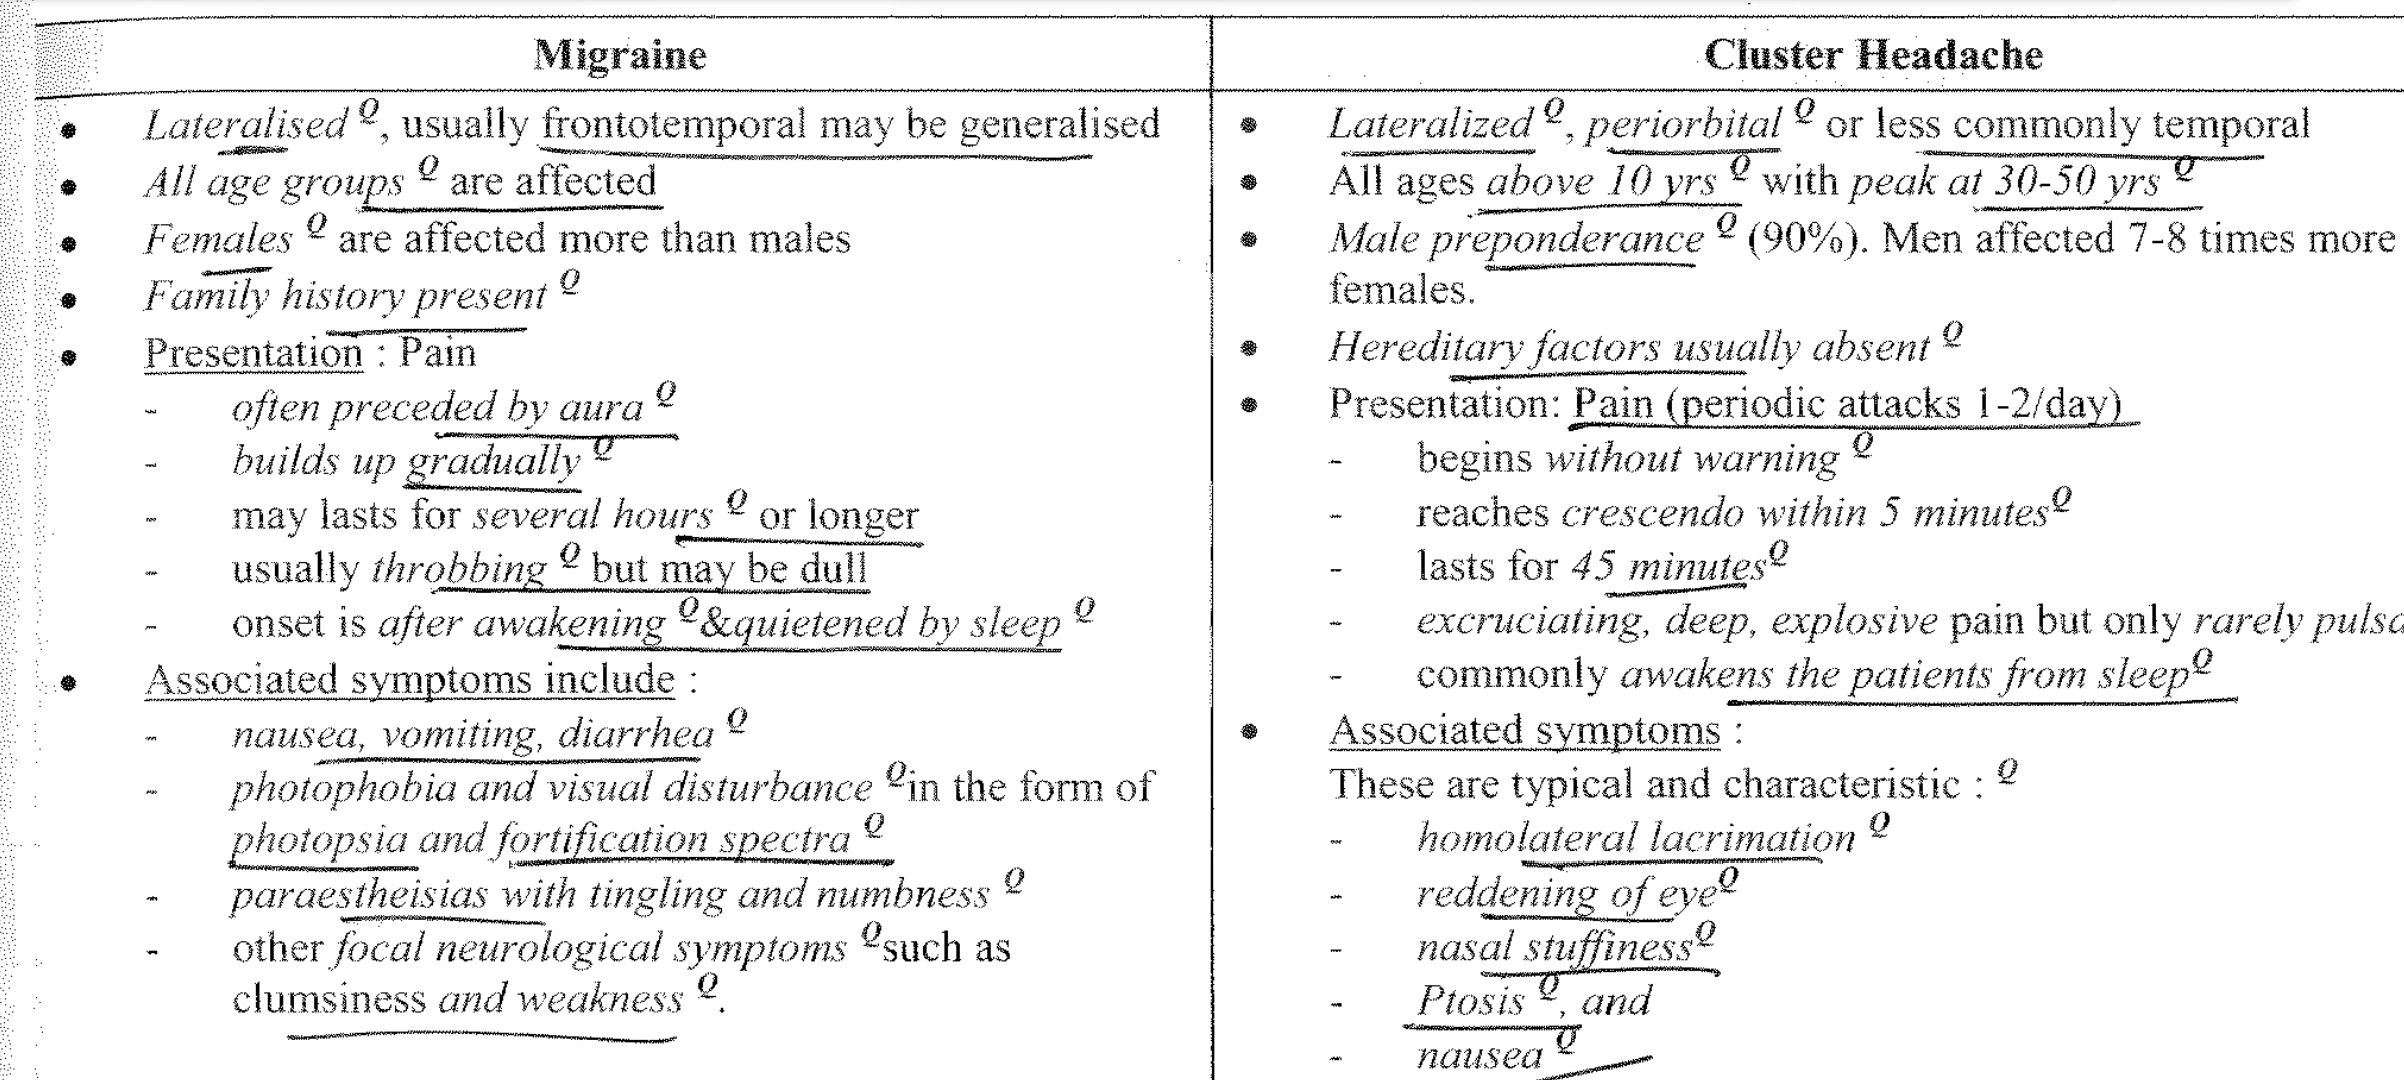 Migraine
• Lateralised Q, usually frontotemporal may be generalised
• All age groups Q are affected
• Females Q are affected more than males
• Family history present Q
• Presentation : Pain
- often preceded by aura Q
- builds up gradually Q
- may lasts for several hours Q or longer
- usually throbbing Q but may be dull
- onset is after awakening Q&quietened by sleep Q
• Associated symptoms include :
- nausea, vomiting, diarrhea Q
- photophobia and visual disturbance Qin the form of
photopsia and fortification spectra Q
- paraestheisias with tingling and numbness Q
- other focal neurological symptoms Qsuch as
clumsiness and weakness Q.
Cluster Headache
• Lateralized Q, periorbital Q or less commonly temporal
• All ages above 10 yrs Q with peak at 30-50 yrs Q
• Male preponderance Q (90%). Men affected 7-8 times more
females.
• Hereditary factors usually absent Q
• Presentation: Pain (periodic attacks 1-2/day)
- begins without warning Q
- reaches crescendo within 5 minutesQ
- lasts for 45 minutesQ
- excruciating, deep, explosive pain but only rarely
- commonly awakens the patients from sleepQ
• Associated symptoms :
These are typical and characteristic : Q
- homolateral lacrimation Q
- reddening of eyeQ
- nasal stuffinessQ
- Ptosis Q, and
- nausea Q